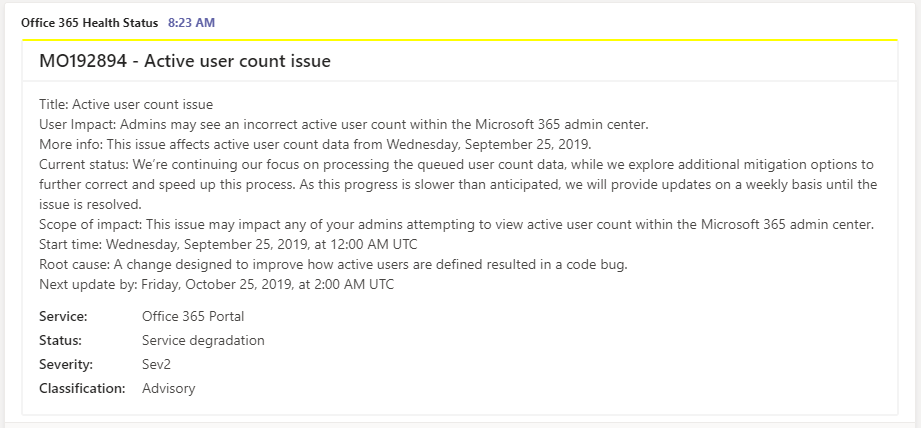 Office 365 Health Status 8:23 AM
MO192894 - Active user count issue
Title: Active user count issue
User Impact: Admins may see an incorrect active user count within the Microsoft 365 admin center.
More info: This issue affects active user count data from Wednesday, September 25, 2019.
Current status: We’re continuing our focus on processing the queued user count data, while we explore additional mitigation options to
further correct and speed up this process. As this progress is slower than anticipated, we will provide updates on a weekly basis until the
issue is resolved.
Scope of impact: This issue may impact any of your admins attempting to view active user count within the Microsoft 365 admin center.
Start time: Wednesday, September 25, 2019, at 12:00 AM UTC
Root cause: A change designed to improve how active users are defined resulted in a code bug.
Next update by: Friday, October 25, 2019, at 2:00 AM UTC
Service: Office 365 Portal
Status: Service degradation
Severity: Sev2
Classification: Advisory